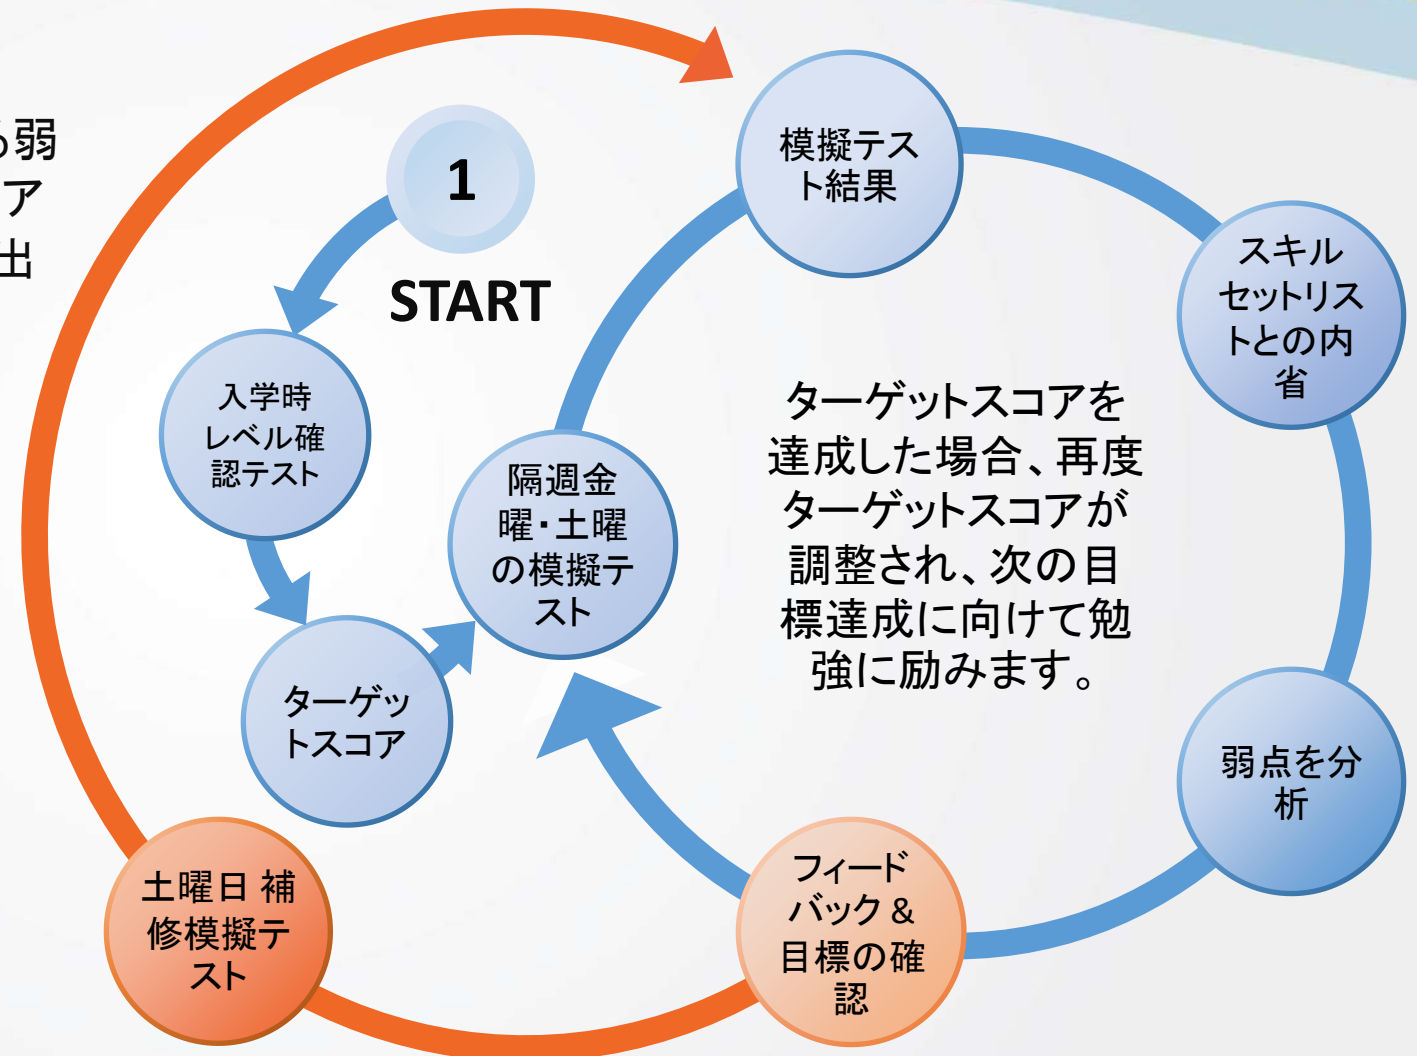 る弱
ア
出
1
START
入学時
レベル確
認テスト
ターゲッ
トスコア
隔週金
曜・土曜
の模擬テ
スト
模擬テス
ト結果
スキル
セットリス
トとの内
省
弱点を分
析
フィード
バック &
目標の確
認
土曜日 補
修模擬テ
スト
ターゲットスコアを
達成した場合、再度
ターゲットスコアが
調整され、次の目
標達成に向けて勉
強に励みます。